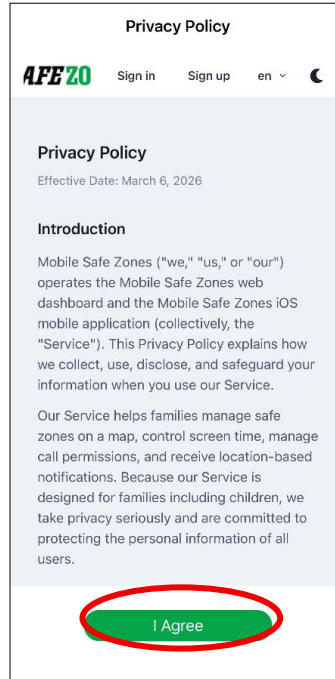 Privacy Policy
AFEZO Sign in Sign up en
Privacy Policy
Effective Date: March 6, 2026
Introduction
Mobile Safe Zones ("we," "us," or "our")
operates the Mobile Safe Zones web
dashboard and the Mobile Safe Zones iOS
mobile application (collectively, the
"Service"). This Privacy Policy explains how
we collect, use, disclose, and safeguard your
information when you use our Service.
Our Service helps families manage safe
zones on a map, control screen time, manage
call permissions, and receive location-based
notifications. Because our Service is
designed for families including children, we
take privacy seriously and are committed to
protecting the personal information of all
users.
I Agree